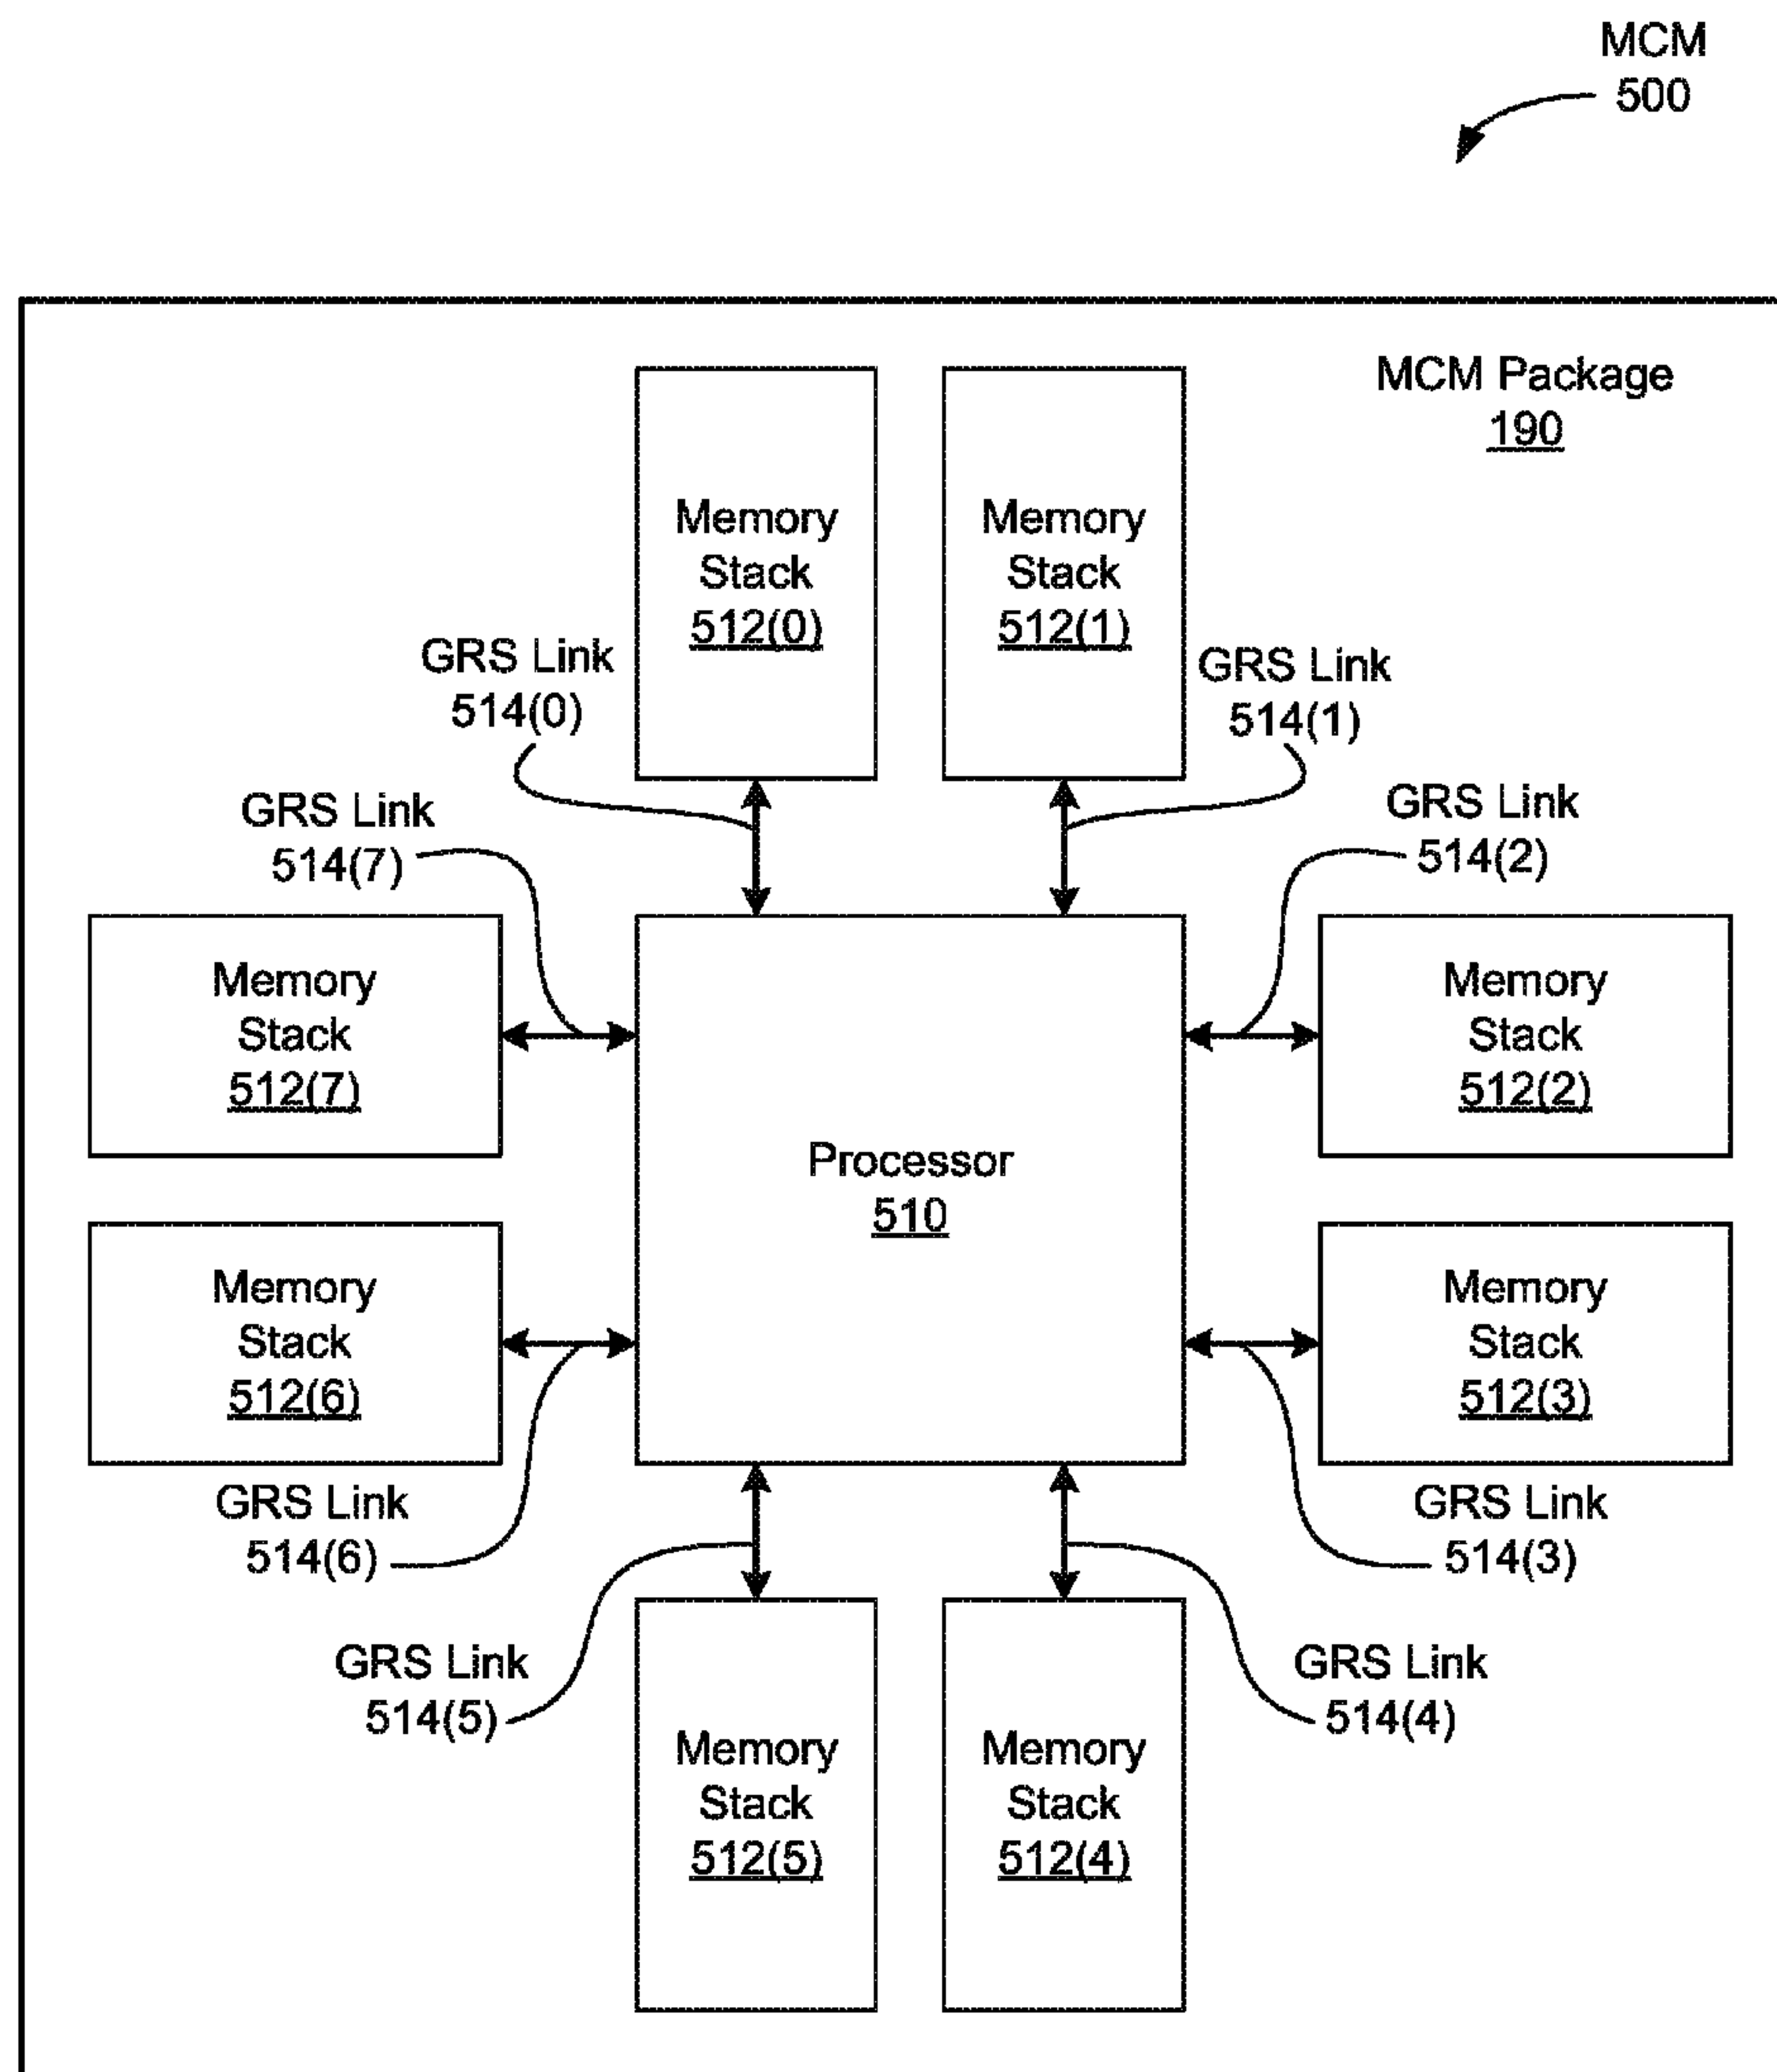 MCM
500
MCM Package
190
Memory
Stack
512(0)
Memory
Stack
512(1)
GRS Link
514(0)
GRS Link
514(1)
GRS Link
514(7)
GRS Link
514(2)
Memory
Stack
512(7)
Memory
Stack
512(2)
Processor
510
Memory
Stack
512(6)
Memory
Stack
512(3)
GRS Link
514(6)
GRS Link
514(3)
GRS Link
514(5)
GRS Link
514(4)
Memory
Stack
512(5)
Memory
Stack
512(4)